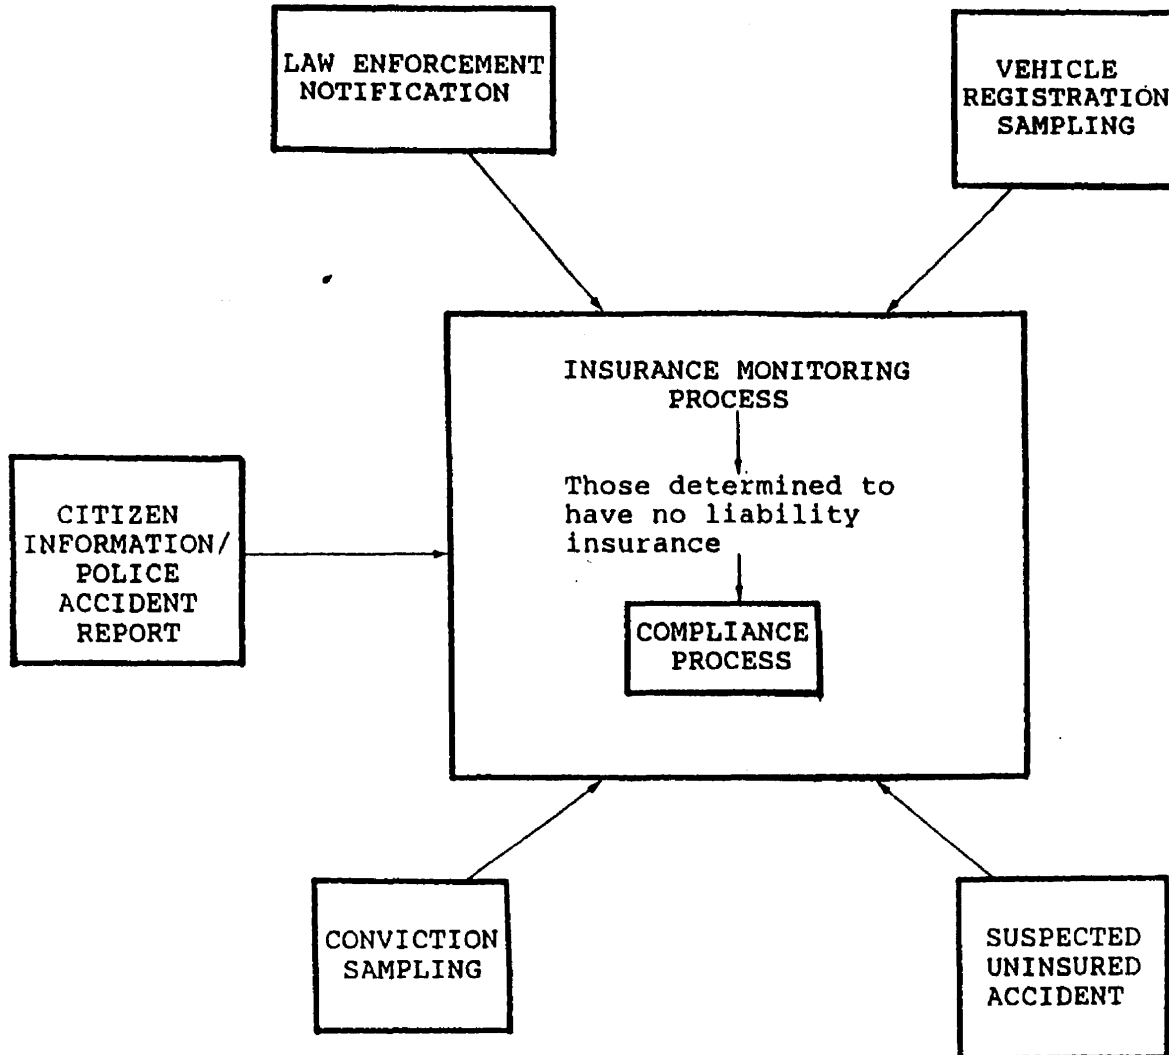 LAW ENFORCEMENT
NOTIFICATION
VEHICLE
REGISTRATION
SAMPLING
INSURANCE MONITORING
PROCESS
Those determined to
have no liability
insurance
COMPLIANCE
PROCESS
CITIZEN
INFORMATION/
POLICE
ACCIDENT
REPORT
CONVICTION
SAMPLING
SUSPECTED
UNINSURED
ACCIDENT